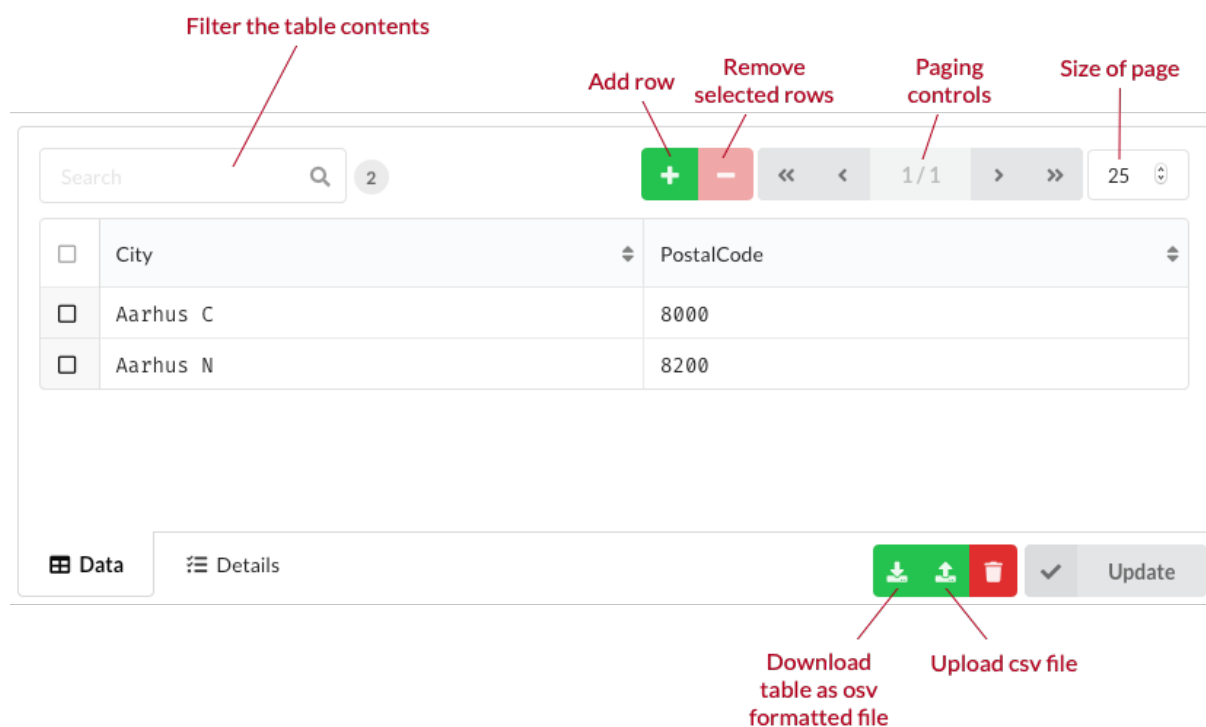 Filter the table contents
Add row
Remove
selected rows
Paging
controls
Size of page
Search
2
1 / 1
25
City
PostalCode
Aarhus C
8000
Aarhus N
8200
Data
Details
Update
Download
table as osv
formatted file
Upload csv file